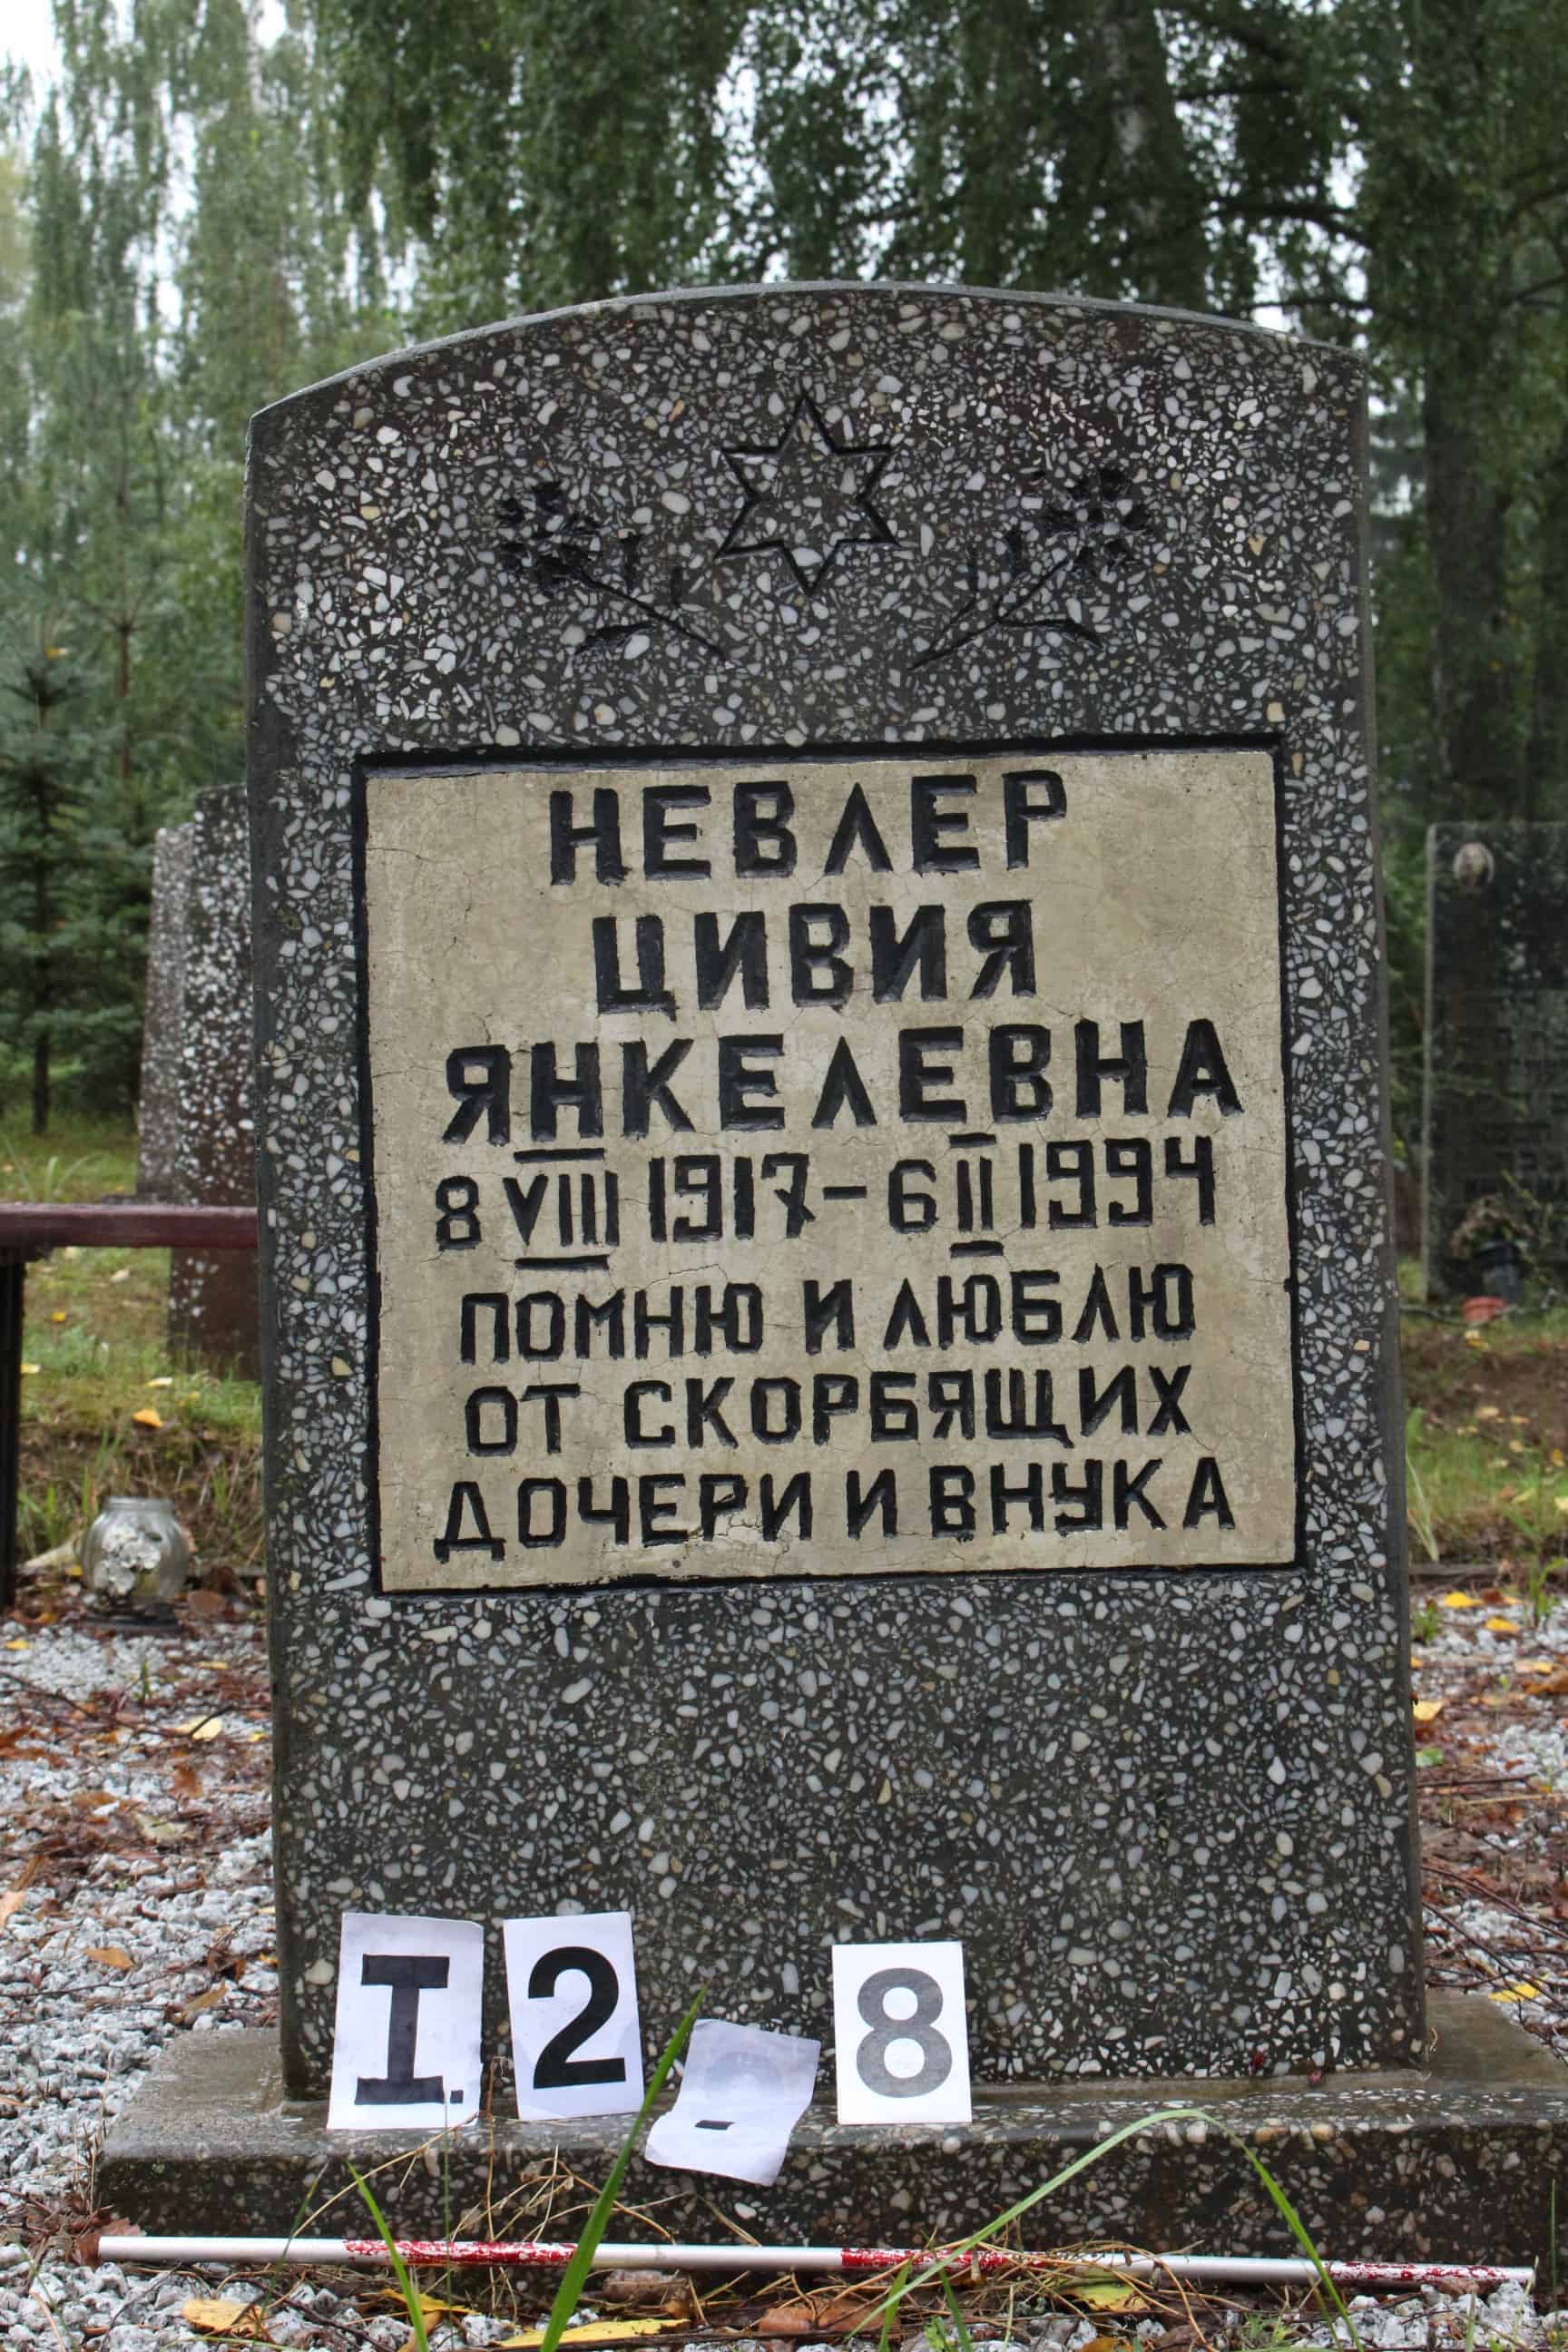 НЕВЛЕР
ЦИВИЯ
ЯНКЕЛЕВНА
8 VIII 1917 - 6 II 1994
ПОМНЮ И ЛЮБЛЮ
ОТ СКОРБЯЩИХ
ДОЧЕРИ И ВНУКА
I. 2 - 8